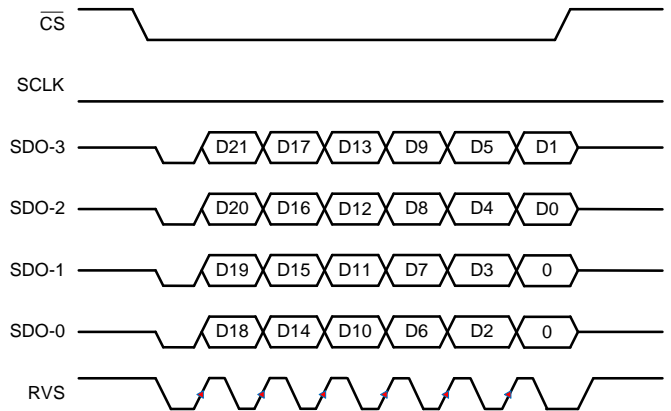 CS
SCLK
SDO-3 D21 D17 D13 D9 D5 D1
SDO-2 D20 D16 D12 D8 D4 D0
SDO-1 D19 D15 D11 D7 D3 0
SDO-0 D18 D14 D10 D6 D2 0
RVS